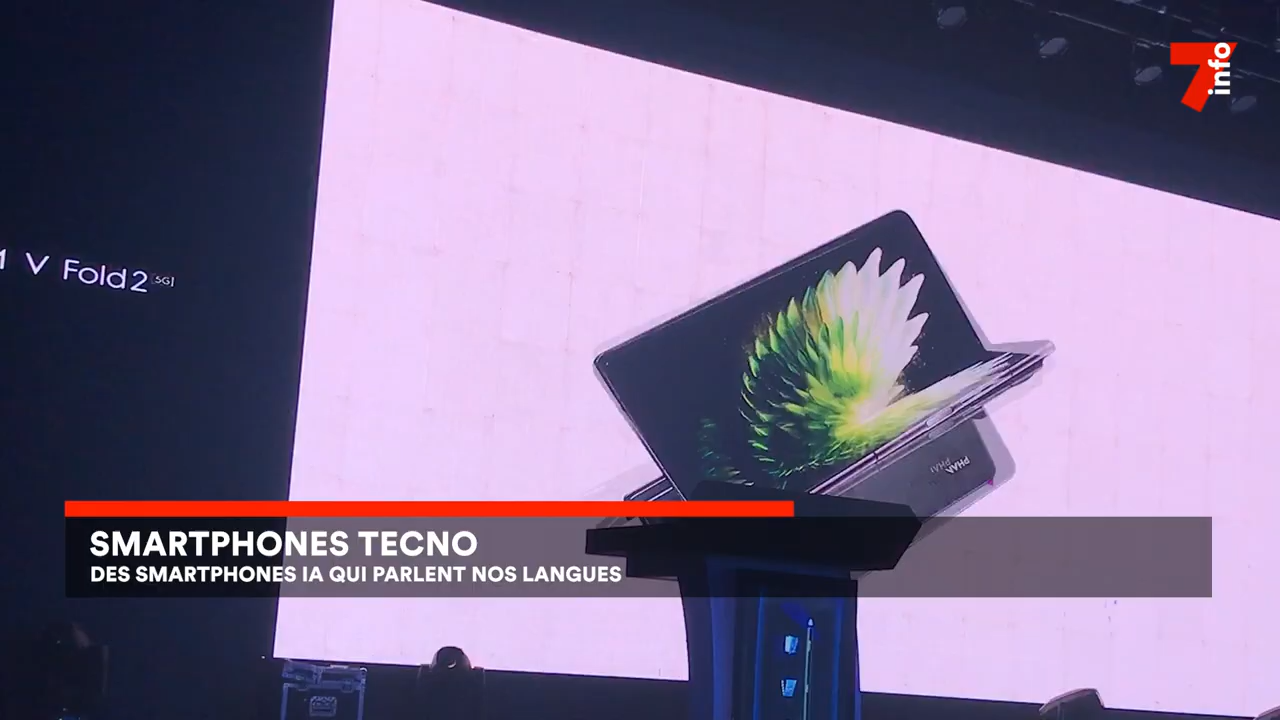 7info
V Fold2 5G
SMARTPHONES TECNO
DES SMARTPHONES IA QUI PARLENT NOS LANGUES